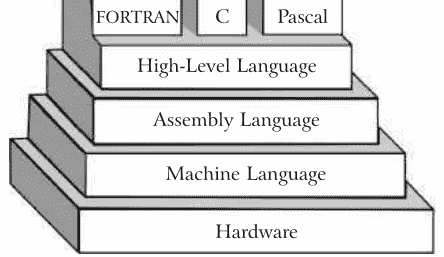 FORTRAN C Pascal
High-Level Language
Assembly Language
Machine Language
Hardware